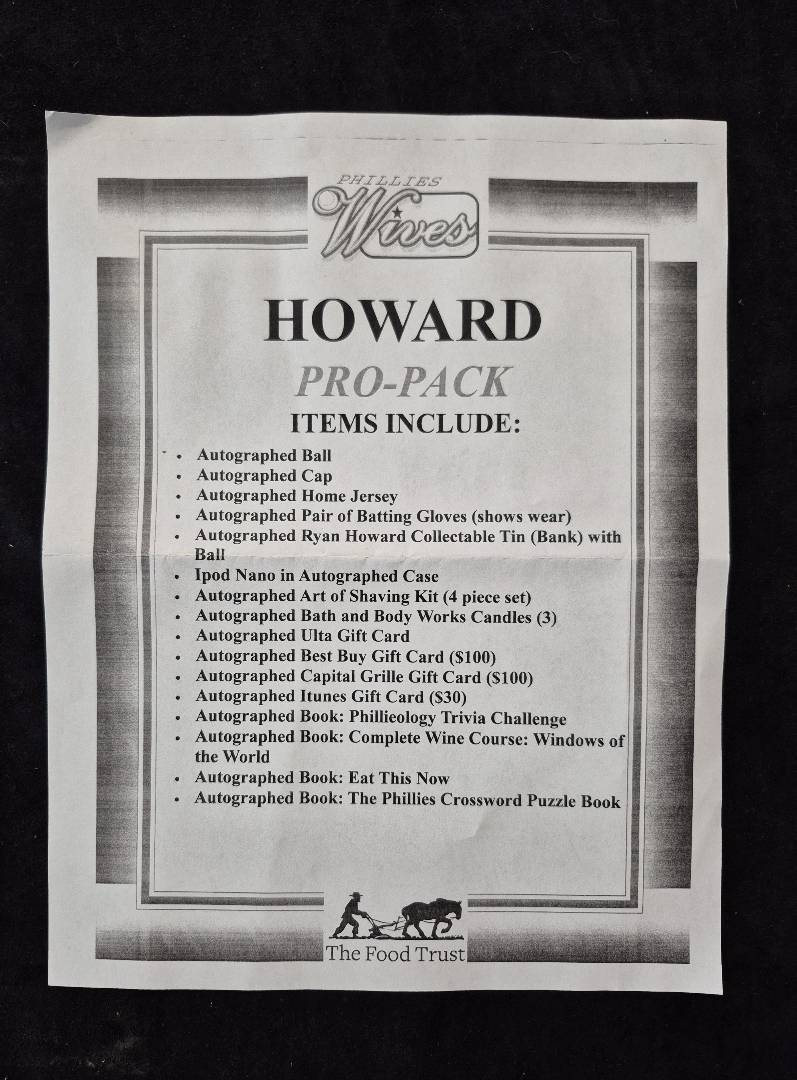 PHILLIES
Wives
HOWARD
PRO-PACK
ITEMS INCLUDE:
• Autographed Ball
• Autographed Cap
• Autographed Home Jersey
• Autographed Pair of Batting Gloves (shows wear)
• Autographed Ryan Howard Collectable Tin (Bank) with
Ball
• Ipod Nano in Autographed Case
• Autographed Art of Shaving Kit (4 piece set)
• Autographed Bath and Body Works Candles (3)
• Autographed Ulta Gift Card
• Autographed Best Buy Gift Card ($100)
• Autographed Capital Grille Gift Card ($100)
• Autographed Itunes Gift Card ($30)
• Autographed Book: Phillieology Trivia Challenge
• Autographed Book: Complete Wine Course: Windows of
the World
• Autographed Book: Eat This Now
• Autographed Book: The Phillies Crossword Puzzle Book
The Food Trust